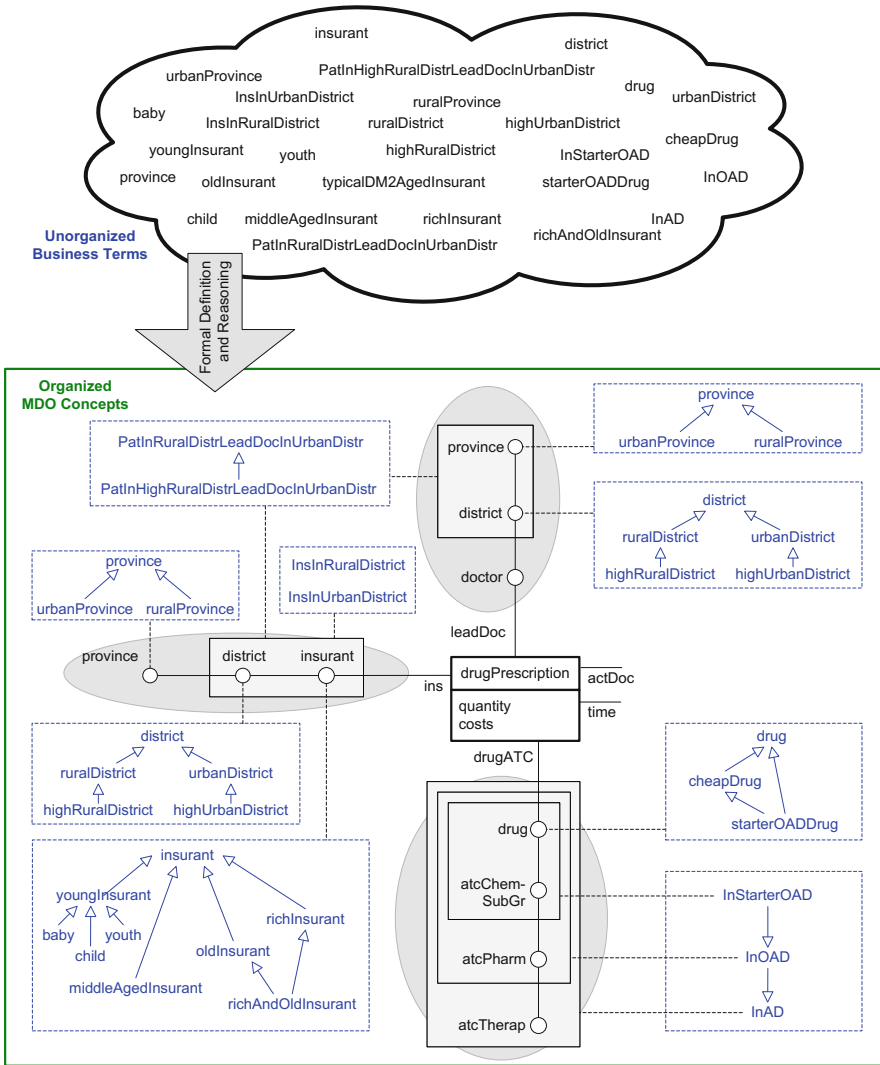 insurant
district
urbanProvince
PatInHighRuralDistrLeadDocInUrbanDistr
drug
urbanDistrict
InsInUrbanDistrict
ruralProvince
baby
InsInRuralDistrict
ruralDistrict
highUrbanDistrict
cheapDrug
youngInsurant
youth
highRuralDistrict
InStarterOAD
province
oldInsurant
typicalDM2AgedInsurant
starterOADDrug
InOAD
child
middleAgedInsurant
richInsurant
InAD
richAndOldInsurant
PatInRuralDistrLeadDocInUrbanDistr
Unorganized
Business Terms
Formal Definition
and Reasoning
Organized
MDO Concepts
PatInRuralDistrLeadDocInUrbanDistr
PatInHighRuralDistrLeadDocInUrbanDistr
province
district
doctor
leadDoc
province
urbanProvince
ruralProvince
district
ruralDistrict
urbanDistrict
highRuralDistrict
highUrbanDistrict
province
urbanProvince
ruralProvince
InsInRuralDistrict
InsInUrbanDistrict
province
district
insurant
ins
drugPrescription
quantity
costs
actDoc
time
drugATC
district
ruralDistrict
urbanDistrict
highRuralDistrict
highUrbanDistrict
insurant
youngInsurant
baby
youth
child
richInsurant
oldInsurant
middleAgedInsurant
richAndOldInsurant
drug
atcChem-
SubGr
atcPharm
atcTherap
drug
cheapDrug
starterOADDrug
InStarterOAD
InOAD
InAD